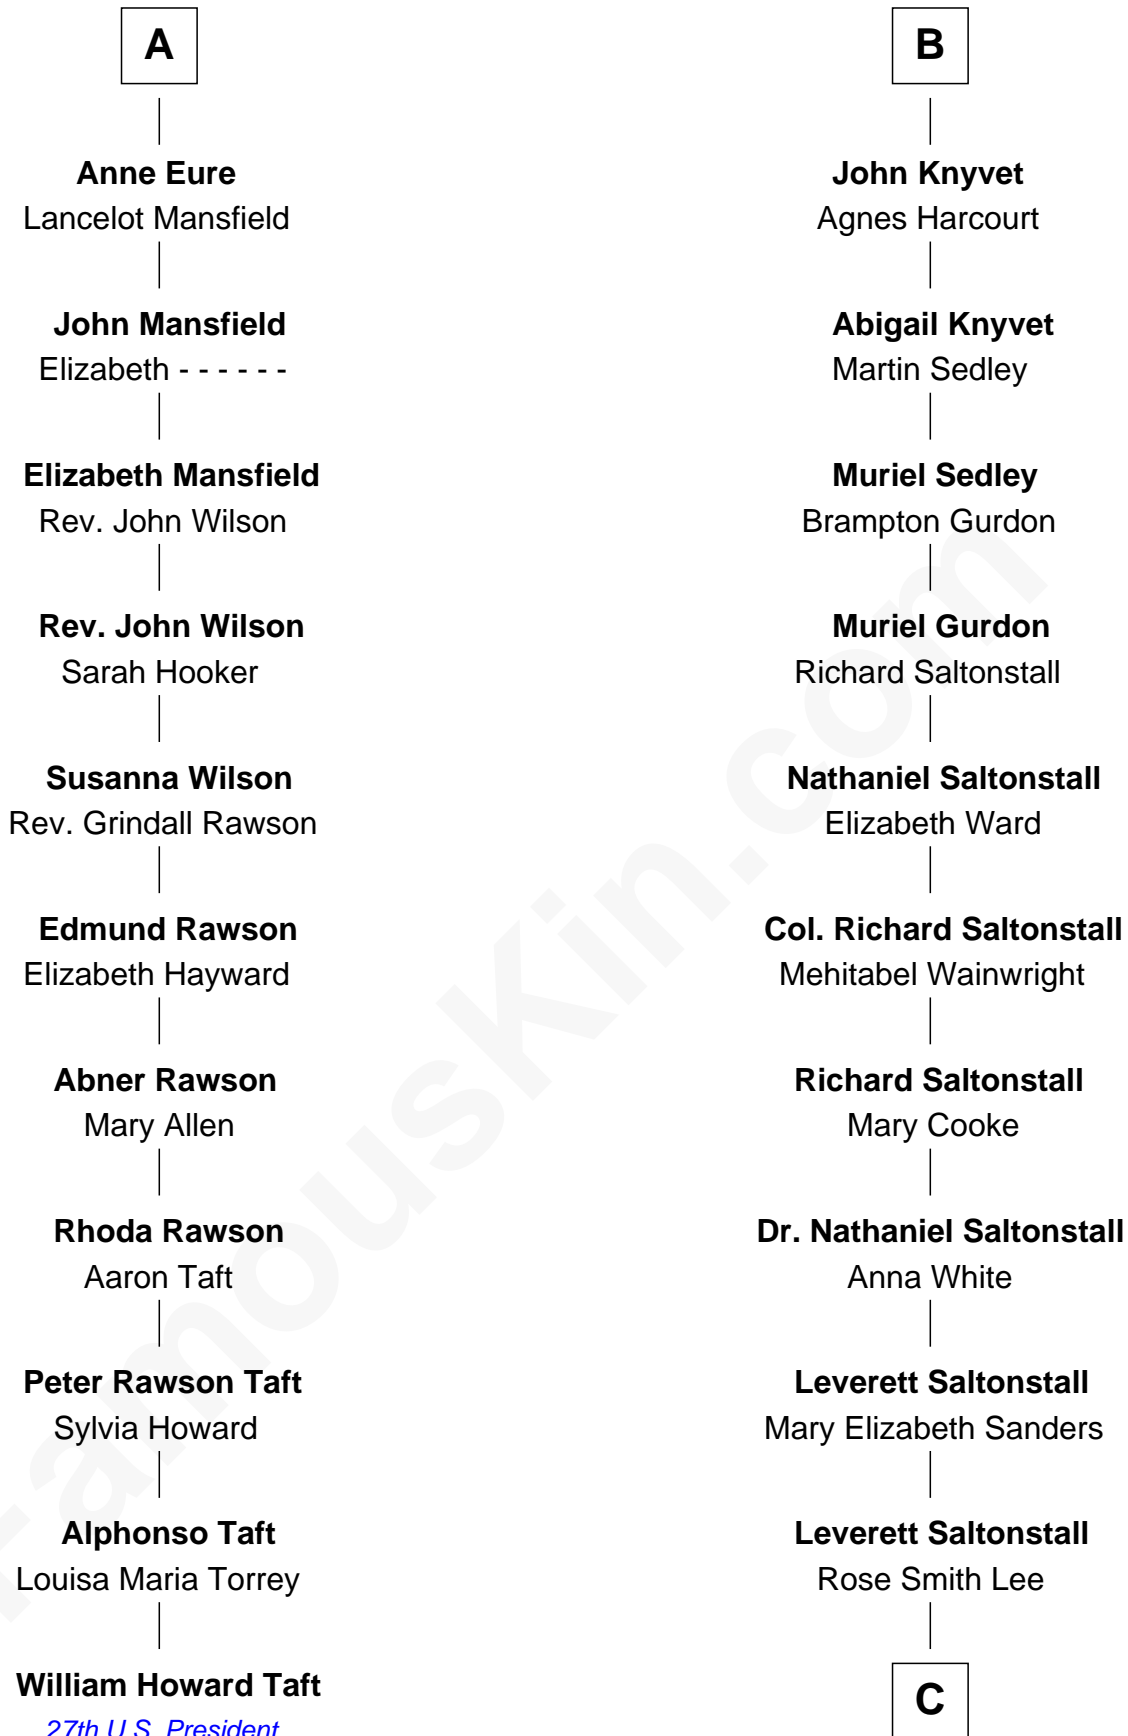 A
Anne Eure
Lancelot Mansfield
John Mansfield
Elizabeth - - - - - -
Elizabeth Mansfield
Rev. John Wilson
Rev. John Wilson
Sarah Hooker
Susanna Wilson
Rev. Grindall Rawson
Edmund Rawson
Elizabeth Hayward
Abner Rawson
Mary Allen
Rhoda Rawson
Aaron Taft
Peter Rawson Taft
Sylvia Howard
Alphonso Taft
Louisa Maria Torrey
William Howard Taft
27th U.S. President
B
John Knyvet
Agnes Harcourt
Abigail Knyvet
Martin Sedley
Muriel Sedley
Brampton Gurdon
Muriel Gurdon
Richard Saltonstall
Nathaniel Saltonstall
Elizabeth Ward
Col. Richard Saltonstall
Mehitabel Wainwright
Richard Saltonstall
Mary Cooke
Dr. Nathaniel Saltonstall
Anna White
Leverett Saltonstall
Mary Elizabeth Sanders
Leverett Saltonstall
Rose Smith Lee
C
FamousKin.com